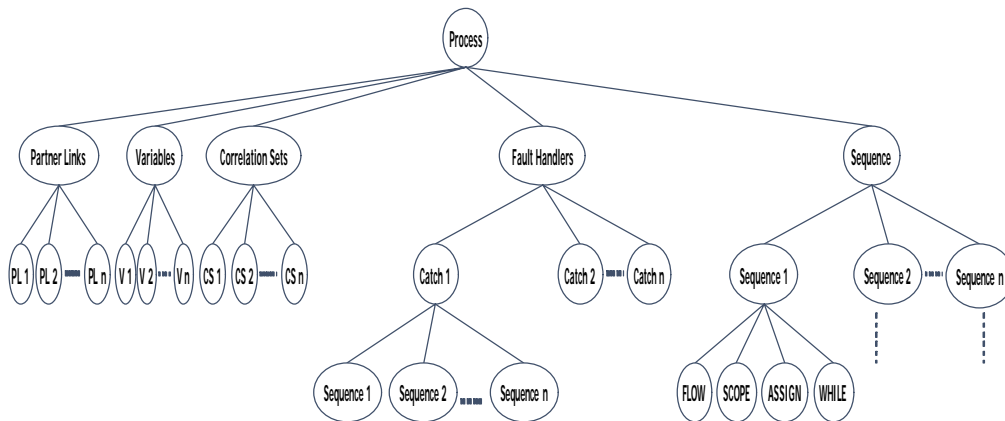 Process
Partner Links
Variables
Correlation Sets
Fault Handlers
Sequence
PL 1
PL 2
PL n
V 1
V 2
V n
CS 1
CS 2
CS n
Catch 1
Catch 2
Catch n
Sequence 1
Sequence 2
Sequence n
Sequence 1
Sequence 2
Sequence n
FLOW
SCOPE
ASSIGN
WHILE